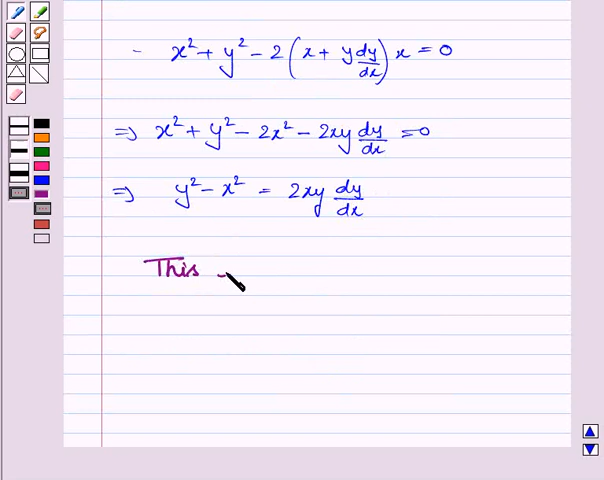 x² + y² - 2 (x + y dy/dx) x = 0
⇒ x² + y² - 2x² - 2xy dy/dx = 0
⇒ y² - x² = 2xy dy/dx
This